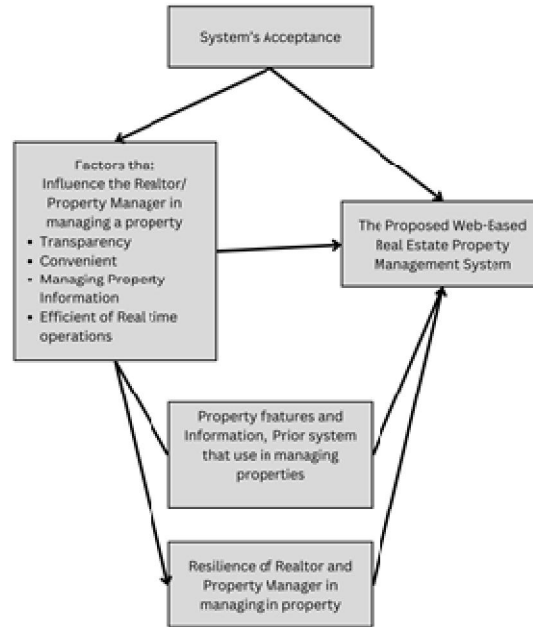 System's Acceptance
Factors tha:
Influence the Realtor/
Property Manager in
managing a property
• Transparency
• Convenient
• Managing Property
Information
• Efficient of Real time
operations
The Proposed Web-Based
Real Estate Property
Management System
Property features and
Information, Prior system
that use in managing
properties
Resilience of Realtor and
Property Manager in
managing in property